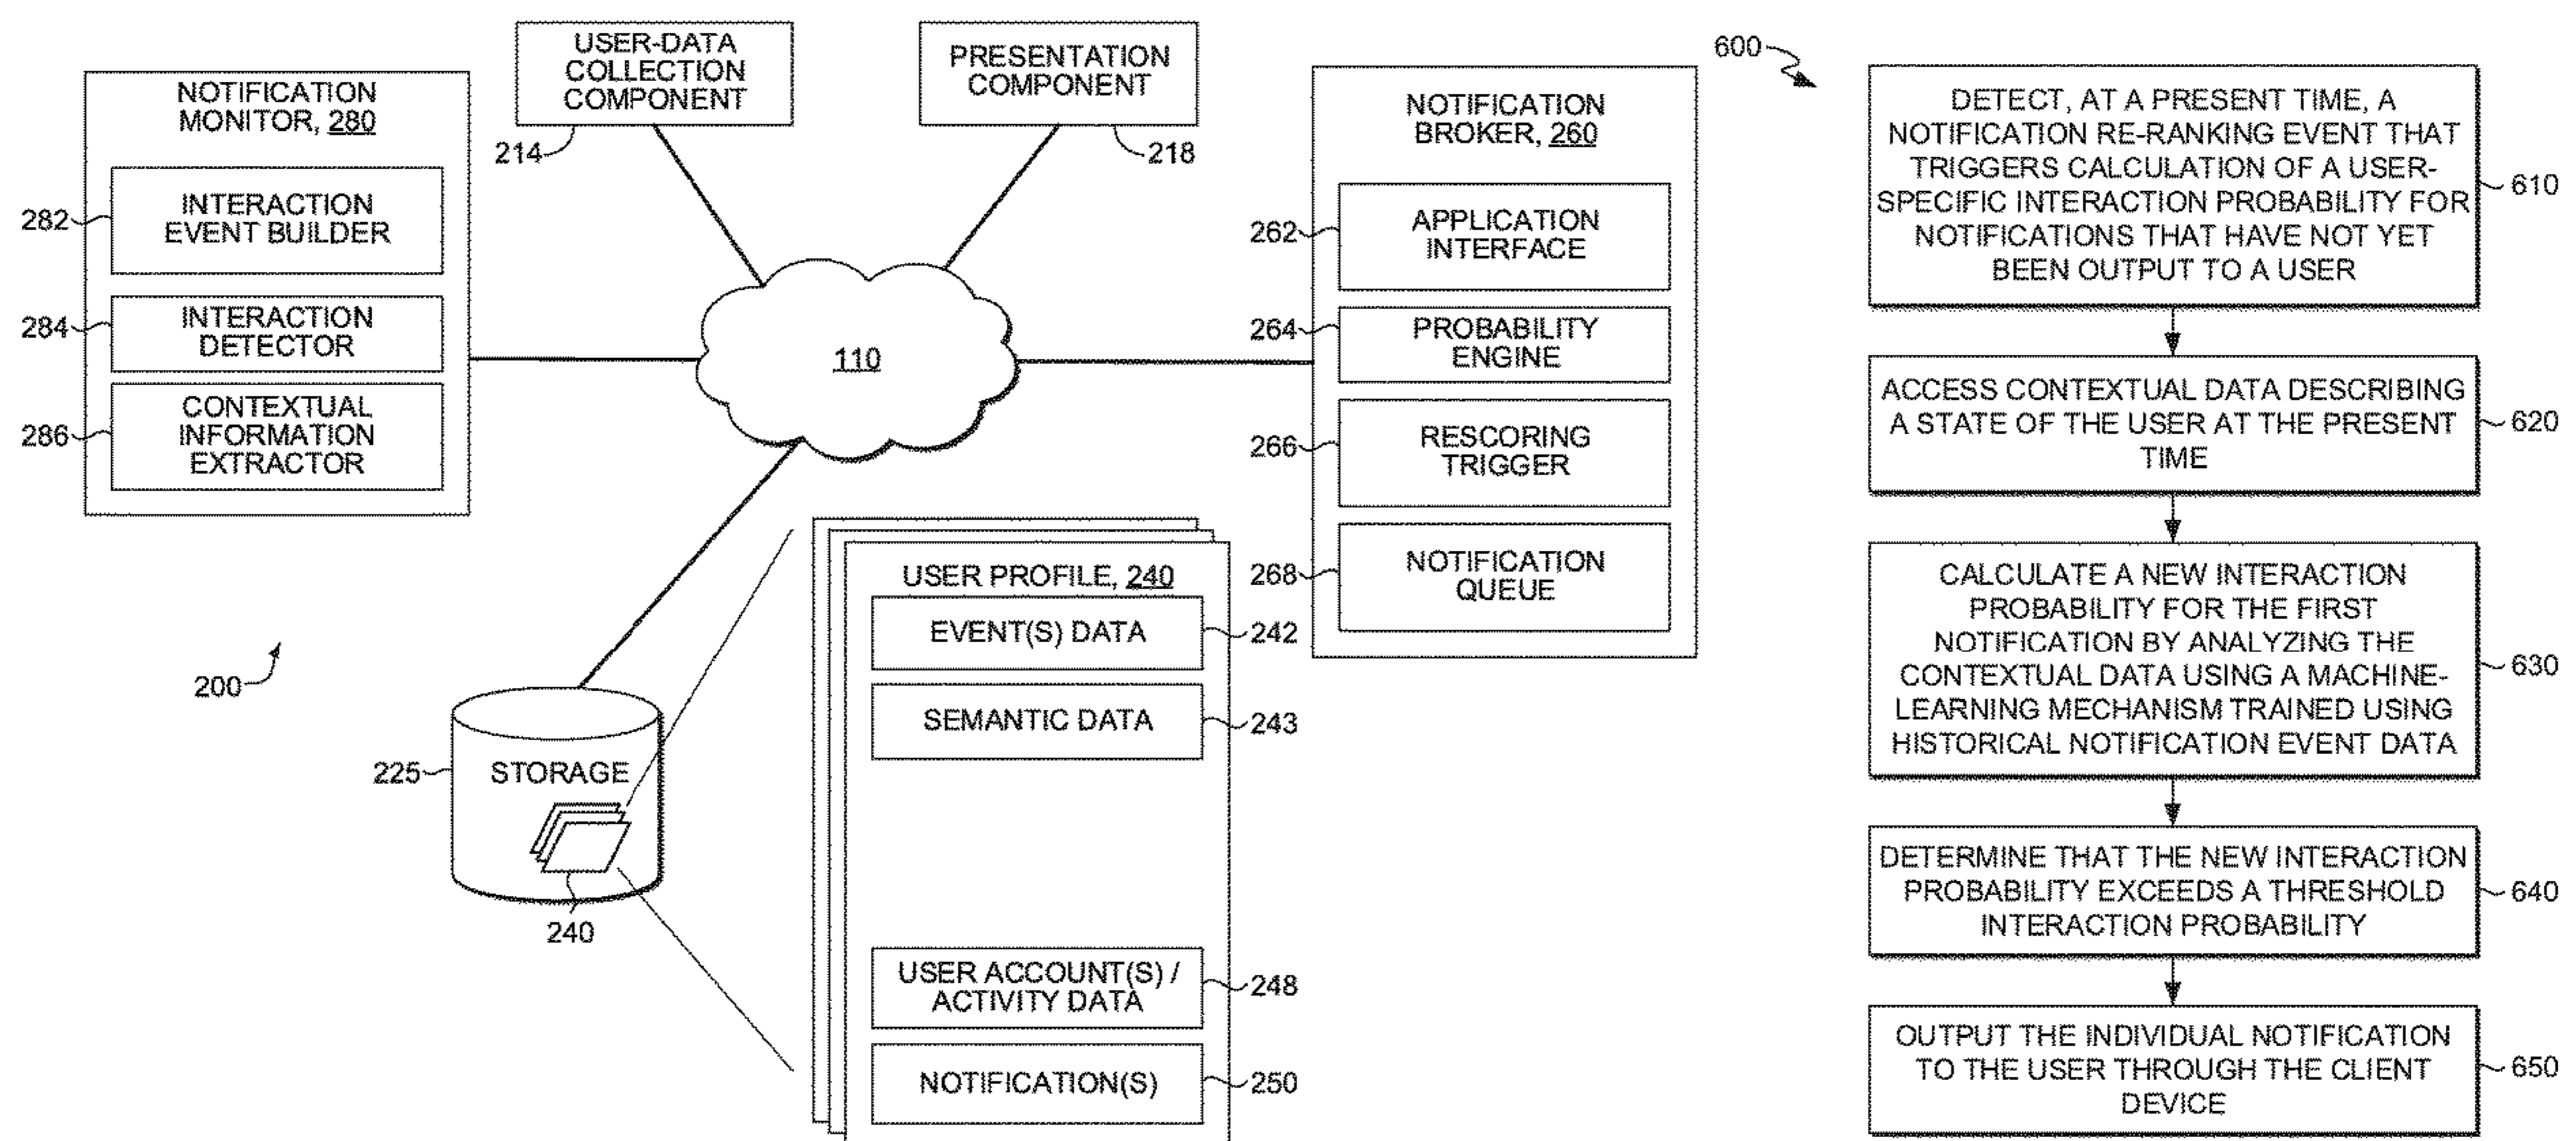 USER-DATA
COLLECTION
COMPONENT
214
PRESENTATION
COMPONENT
218
NOTIFICATION
MONITOR, 280
INTERACTION
EVENT BUILDER
282
INTERACTION
DETECTOR
284
CONTEXTUAL
INFORMATION
EXTRACTOR
286
110
NOTIFICATION
BROKER, 260
APPLICATION
INTERFACE
262
PROBABILITY
ENGINE
264
RESCORING
TRIGGER
266
NOTIFICATION
QUEUE
268
200
STORAGE
225
240
USER PROFILE, 240
EVENT(S) DATA
242
SEMANTIC DATA
243
USER ACCOUNT(S) /
ACTIVITY DATA
248
NOTIFICATION(S)
250
600
DETECT, AT A PRESENT TIME, A
NOTIFICATION RE-RANKING EVENT THAT
TRIGGERS CALCULATION OF A USER-
SPECIFIC INTERACTION PROBABILITY FOR
NOTIFICATIONS THAT HAVE NOT YET
BEEN OUTPUT TO A USER
610
ACCESS CONTEXTUAL DATA DESCRIBING
A STATE OF THE USER AT THE PRESENT
TIME
620
CALCULATE A NEW INTERACTION
PROBABILITY FOR THE FIRST
NOTIFICATION BY ANALYZING THE
CONTEXTUAL DATA USING A MACHINE-
LEARNING MECHANISM TRAINED USING
HISTORICAL NOTIFICATION EVENT DATA
630
DETERMINE THAT THE NEW INTERACTION
PROBABILITY EXCEEDS A THRESHOLD
INTERACTION PROBABILITY
640
OUTPUT THE INDIVIDUAL NOTIFICATION
TO THE USER THROUGH THE CLIENT
DEVICE
650